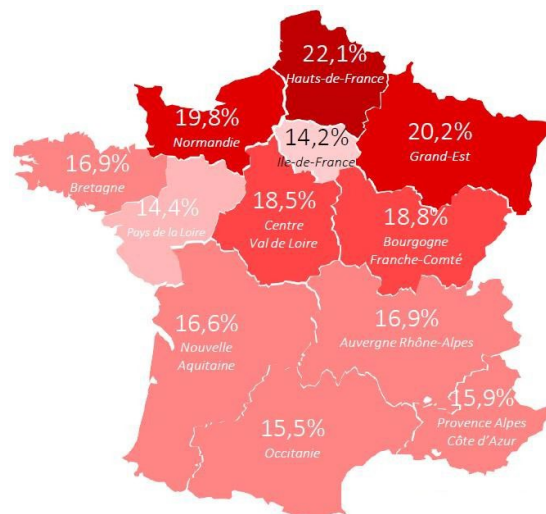 22,1%
Hauts-de-France
19,8%
Normandie
14,2%
Ile-de-France
20,2%
Grand-Est
16,9%
Bretagne
14,4%
Pays de la Loire
18,5%
Centre
Val de Loire
18,8%
Bourgogne
Franche-Comté
16,6%
Nouvelle
Aquitaine
16,9%
Auvergne Rhône-Alpes
15,9%
Provence Alpes
Côte d'Azur
15,5%
Occitanie